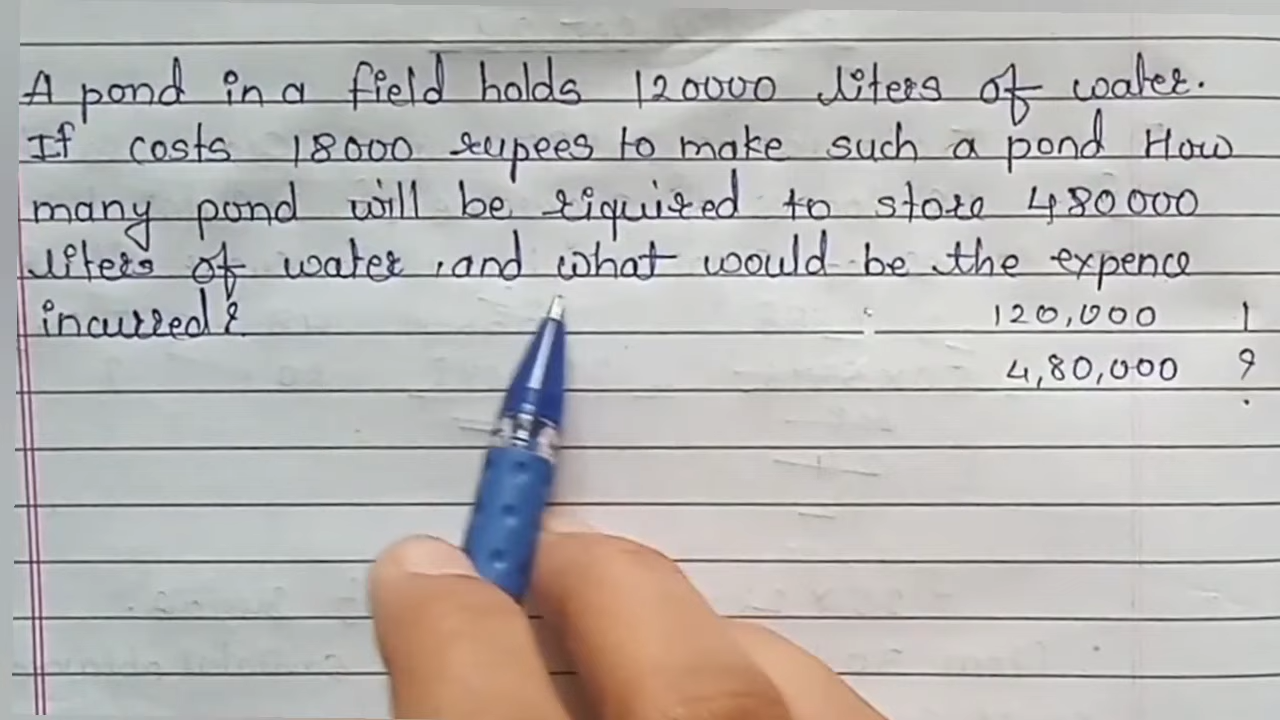 A pond in a field holds 120000 liters of water.
If costs 18000 rupees to make such a pond How
many pond will be riquired to store 480000
liters of water, and what would be the expence
incurred?
120,000 1
4,80,000 ?